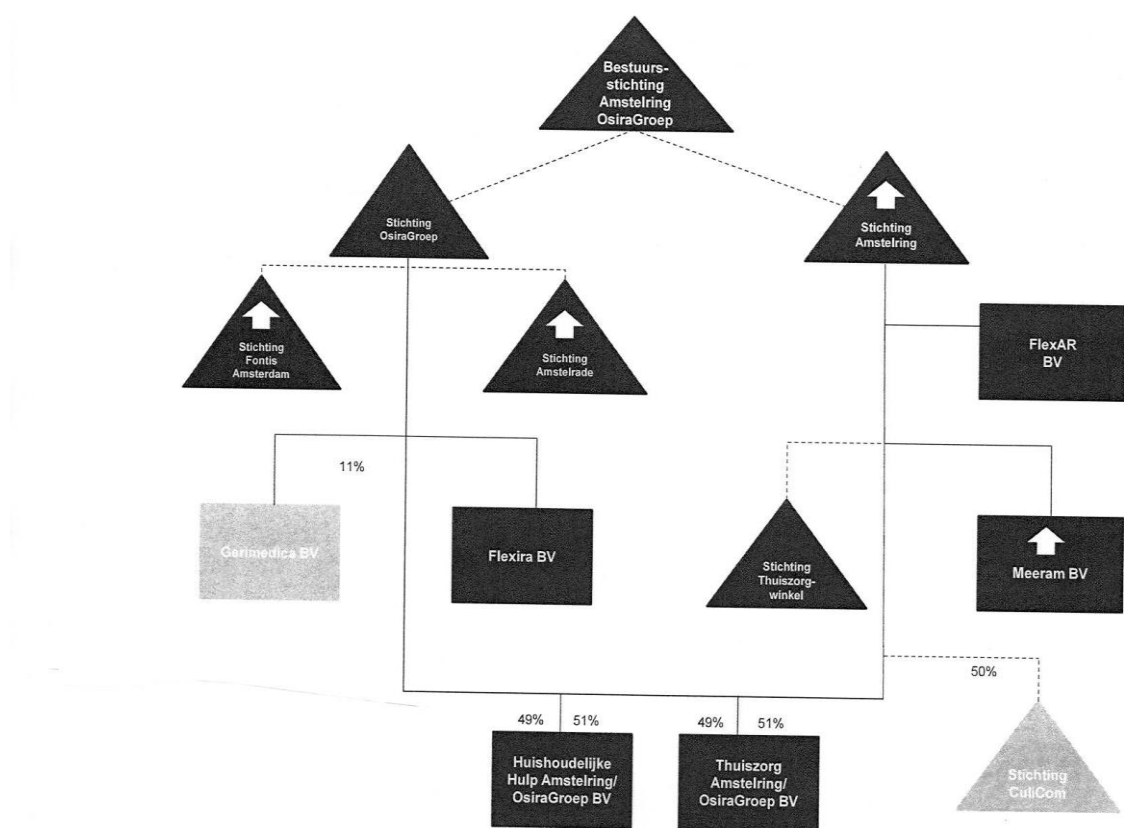 Bestuurs-
stichting
Amstelring
OsiraGroep
Stichting
OsiraGroep
Stichting
Amstelring
Stichting
Fontis
Amsterdam
Stichting
Amstelrade
FlexAR
BV
11%
Gerimedica BV
Flexira BV
Stichting
Thuiszorg-
winkel
Meeram BV
50%
49%
51%
49%
51%
Huishoudelijke
Hulp Amstelring/
OsiraGroep BV
Thuiszorg
Amstelring/
OsiraGroep BV
Stichting
CuliCom